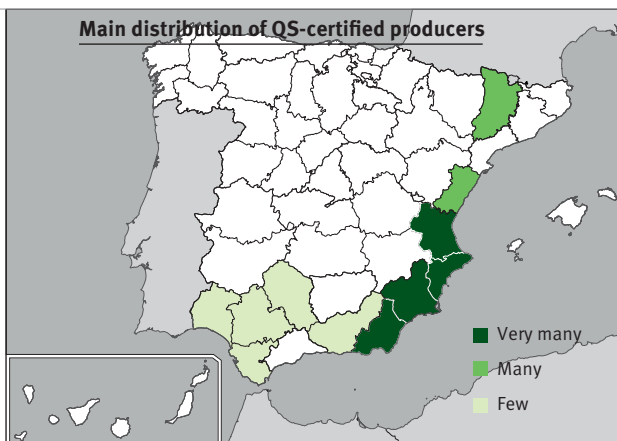 Main distribution of QS-certified producers
Very many
Many
Few